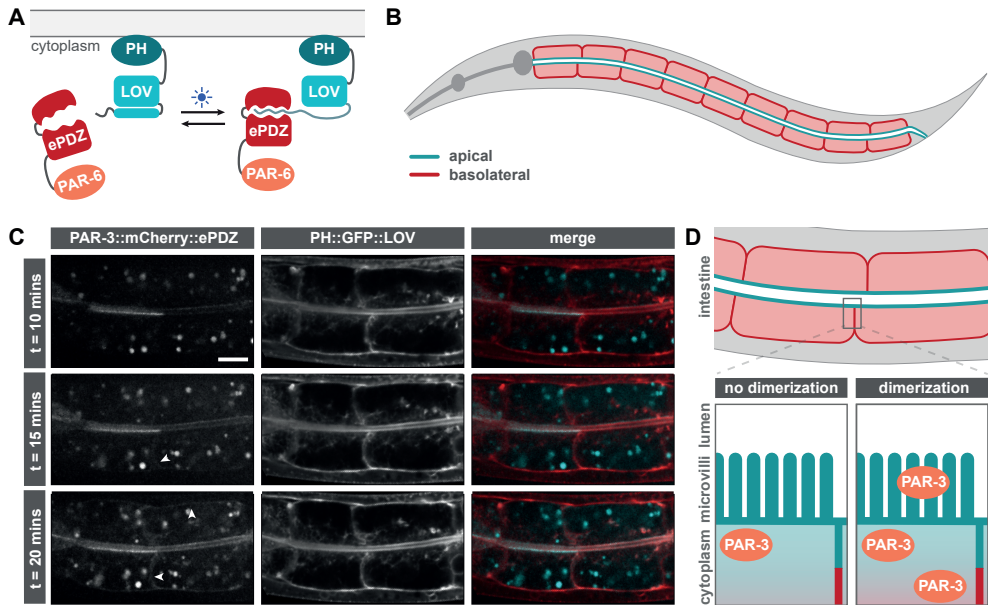 A
cytoplasm
PH
LOV
ePDZ
PAR-6
PH
LOV
ePDZ
PAR-6
B
apical
basolateral
C
PAR-3::mCherry::ePDZ
PH::GFP::LOV
merge
t = 10 mins
t = 15 mins
t = 20 mins
D
intestine
no dimerization
dimerization
lumen
microvilli
cytoplasm
PAR-3
PAR-3
PAR-3
PAR-3